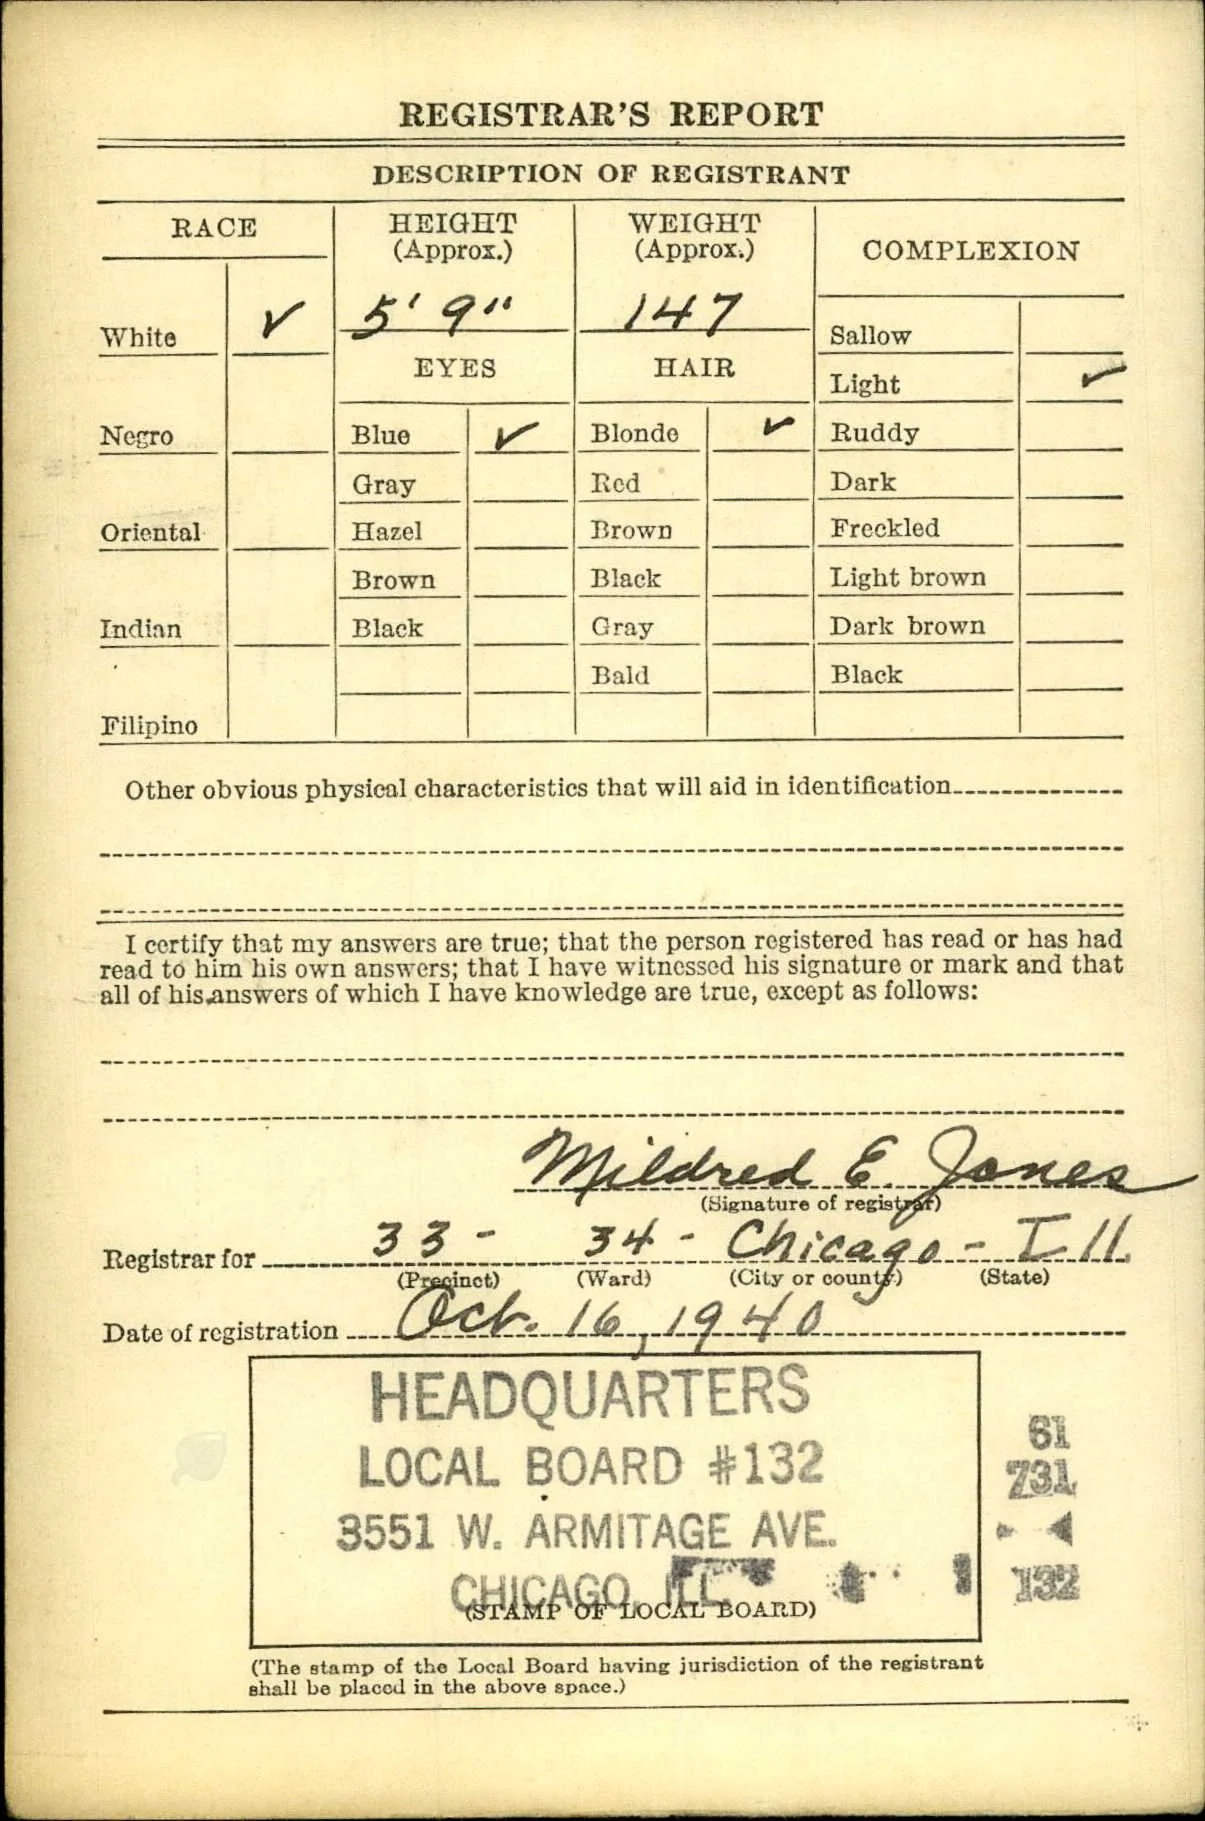 REGISTRAR'S REPORT
DESCRIPTION OF REGISTRANT
RACE
HEIGHT
(Approx.)
WEIGHT
(Approx.)
COMPLEXION
White ✓
5' 9"
147
Sallow
EYES
HAIR
Light ✓
Negro
Blue ✓
Blonde ✓
Ruddy
Gray
Red
Dark
Oriental
Hazel
Brown
Freckled
Brown
Black
Light brown
Indian
Black
Gray
Dark brown
Bald
Black
Filipino
Other obvious physical characteristics that will aid in identification
I certify that my answers are true; that the person registered has read or has had
read to him his own answers; that I have witnessed his signature or mark and that
all of his answers of which I have knowledge are true, except as follows:
Mildred E. Jones
(Signature of registrar)
Registrar for 33 - 34 - Chicago - Ill.
(Precinct) (Ward) (City or county) (State)
Date of registration Oct. 16, 1940
HEADQUARTERS
LOCAL BOARD #132
3551 W. ARMITAGE AVE.
CHICAGO, ILL.
(STAMP OF LOCAL BOARD)
61
731
132
(The stamp of the Local Board having jurisdiction of the registrant
shall be placed in the above space.)